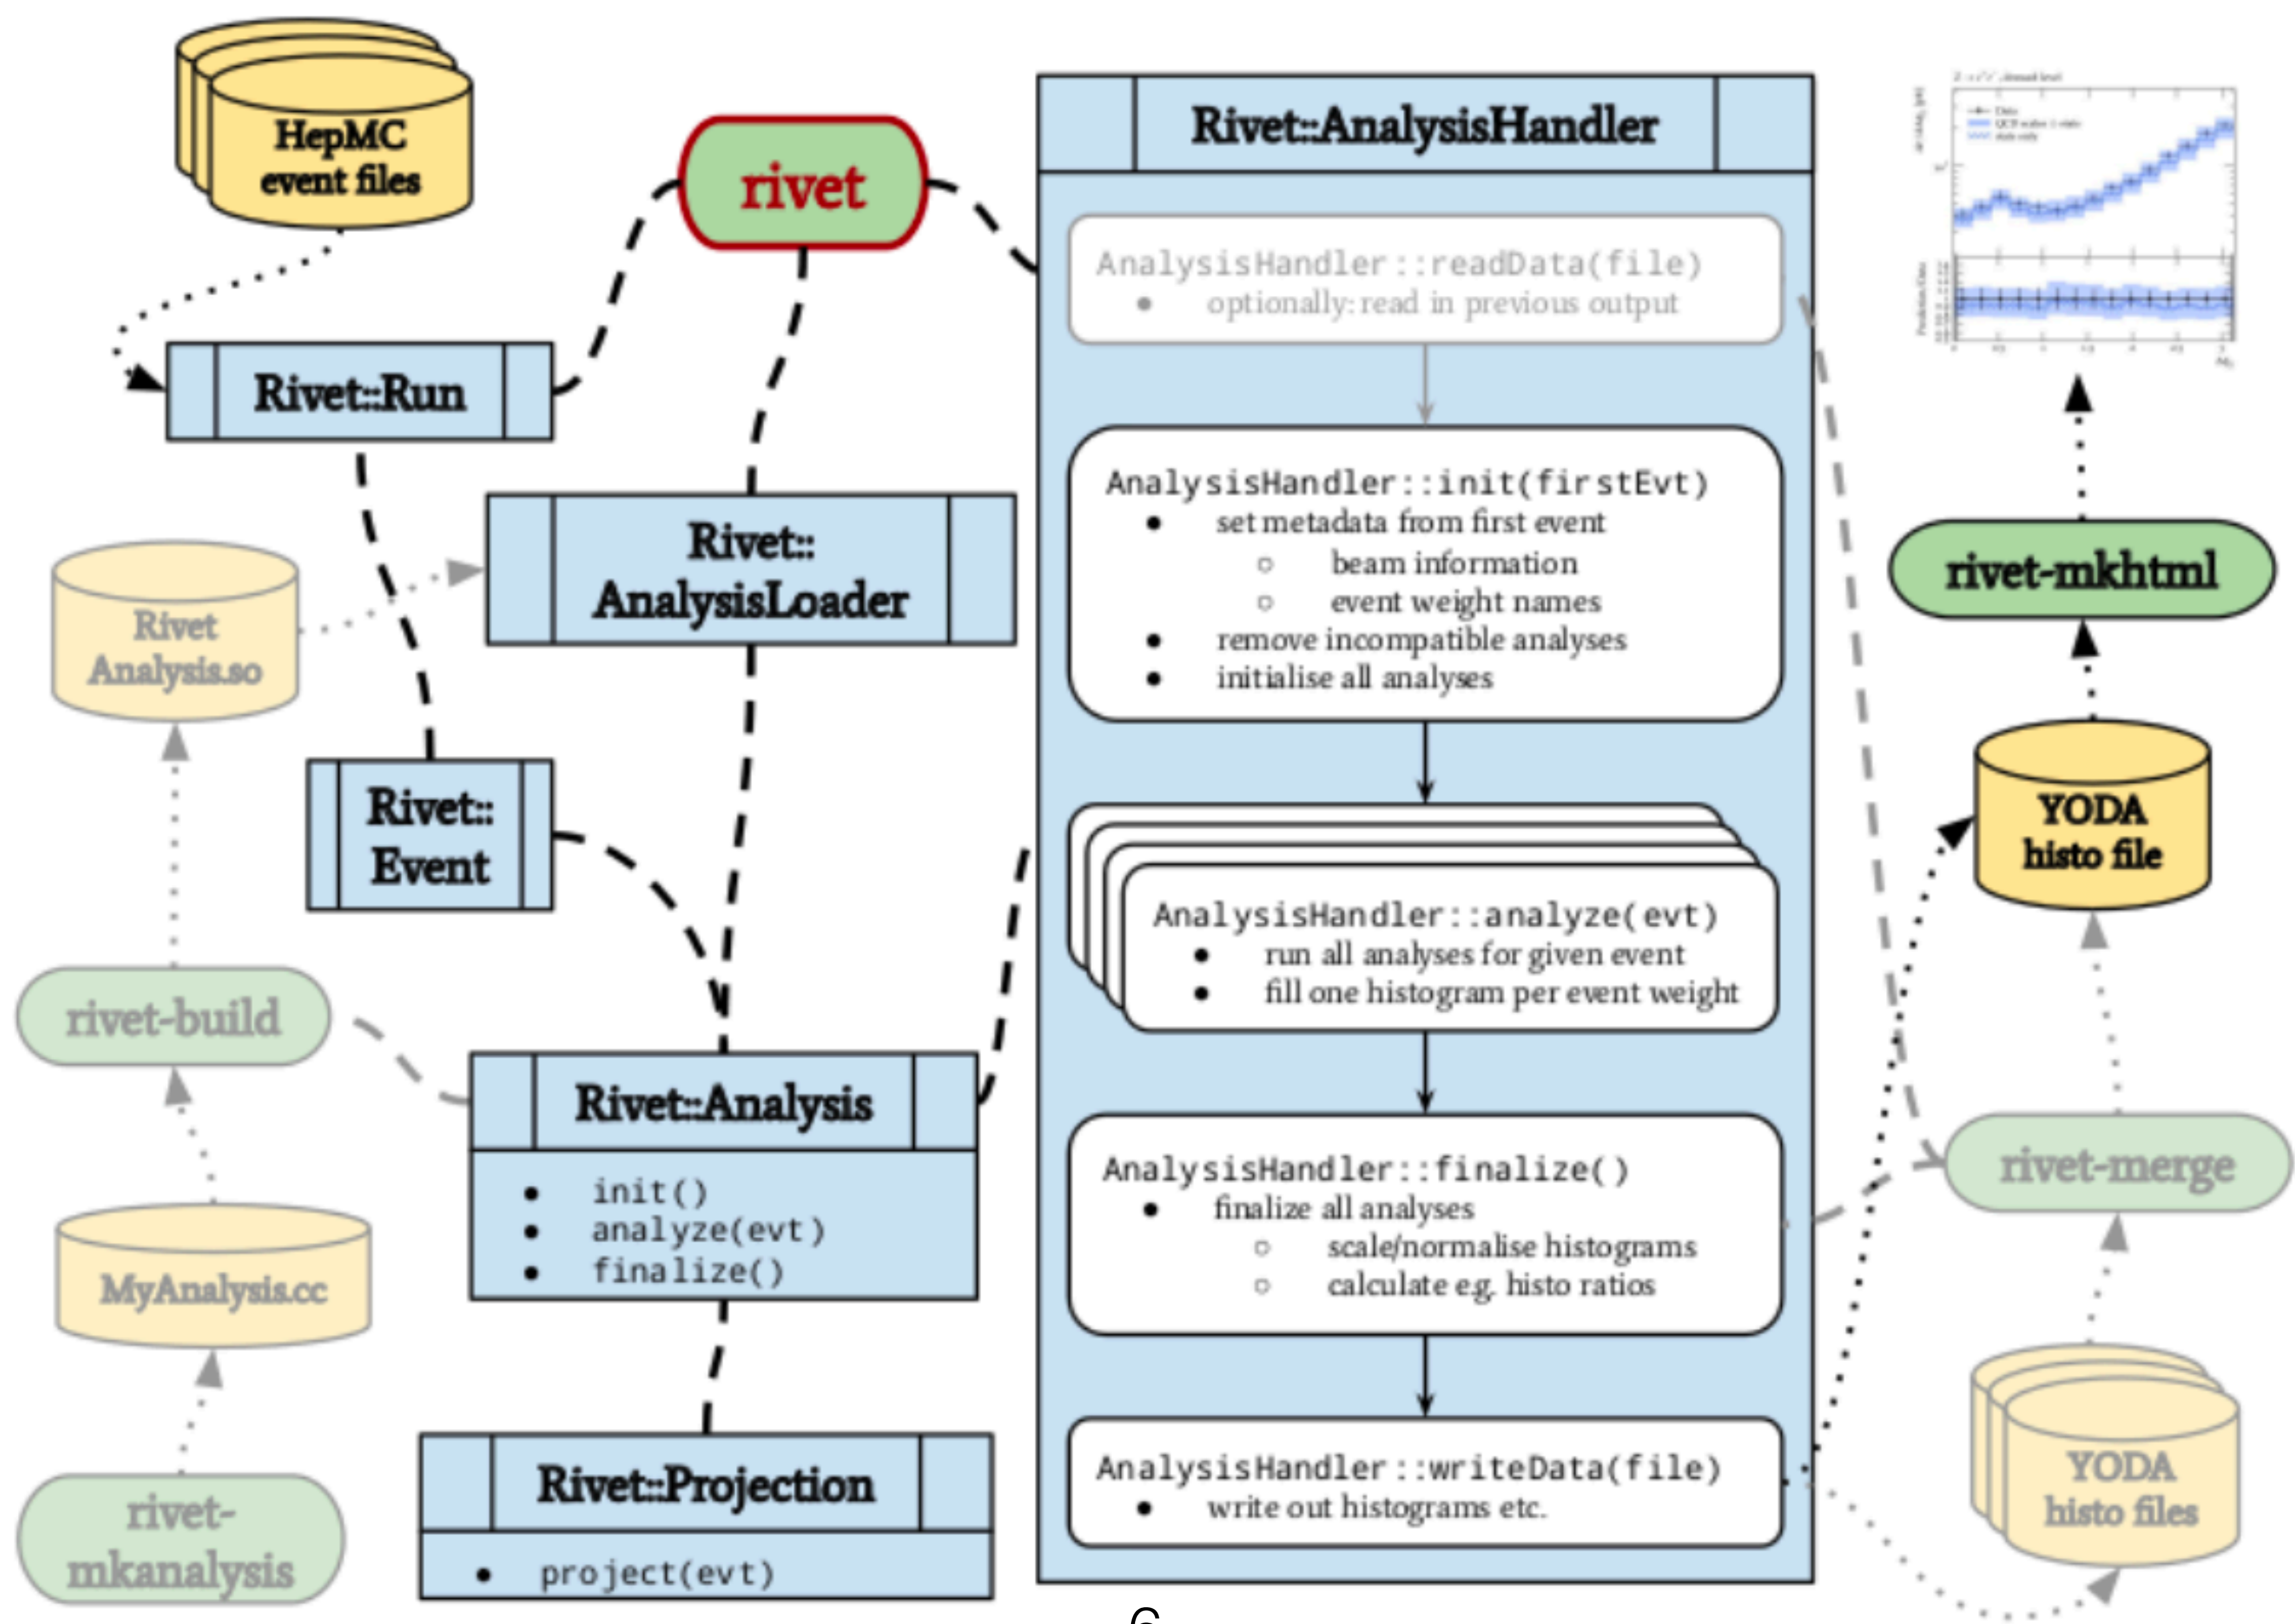 HepMC
event files
rivet
Rivet::Run
Rivet
Analysis.so
Rivet::
AnalysisLoader
Rivet::
Event
rivet-build
Rivet::Analysis
● init()
● analyze(evt)
● finalize()
MyAnalysis.cc
rivet-
mkanalysis
Rivet::Projection
● project(evt)
Rivet::AnalysisHandler
AnalysisHandler::readData(file)
● optionally: read in previous output
AnalysisHandler::init(firstEvt)
● set metadata from first event
○ beam information
○ event weight names
● remove incompatible analyses
● initialise all analyses
AnalysisHandler::analyze(evt)
● run all analyses for given event
● fill one histogram per event weight
AnalysisHandler::finalize()
● finalize all analyses
○ scale/normalise histograms
○ calculate e.g. histo ratios
AnalysisHandler::writeData(file)
● write out histograms etc.
Data
rivet-mkhtml
YODA
histo file
rivet-merge
YODA
histo files